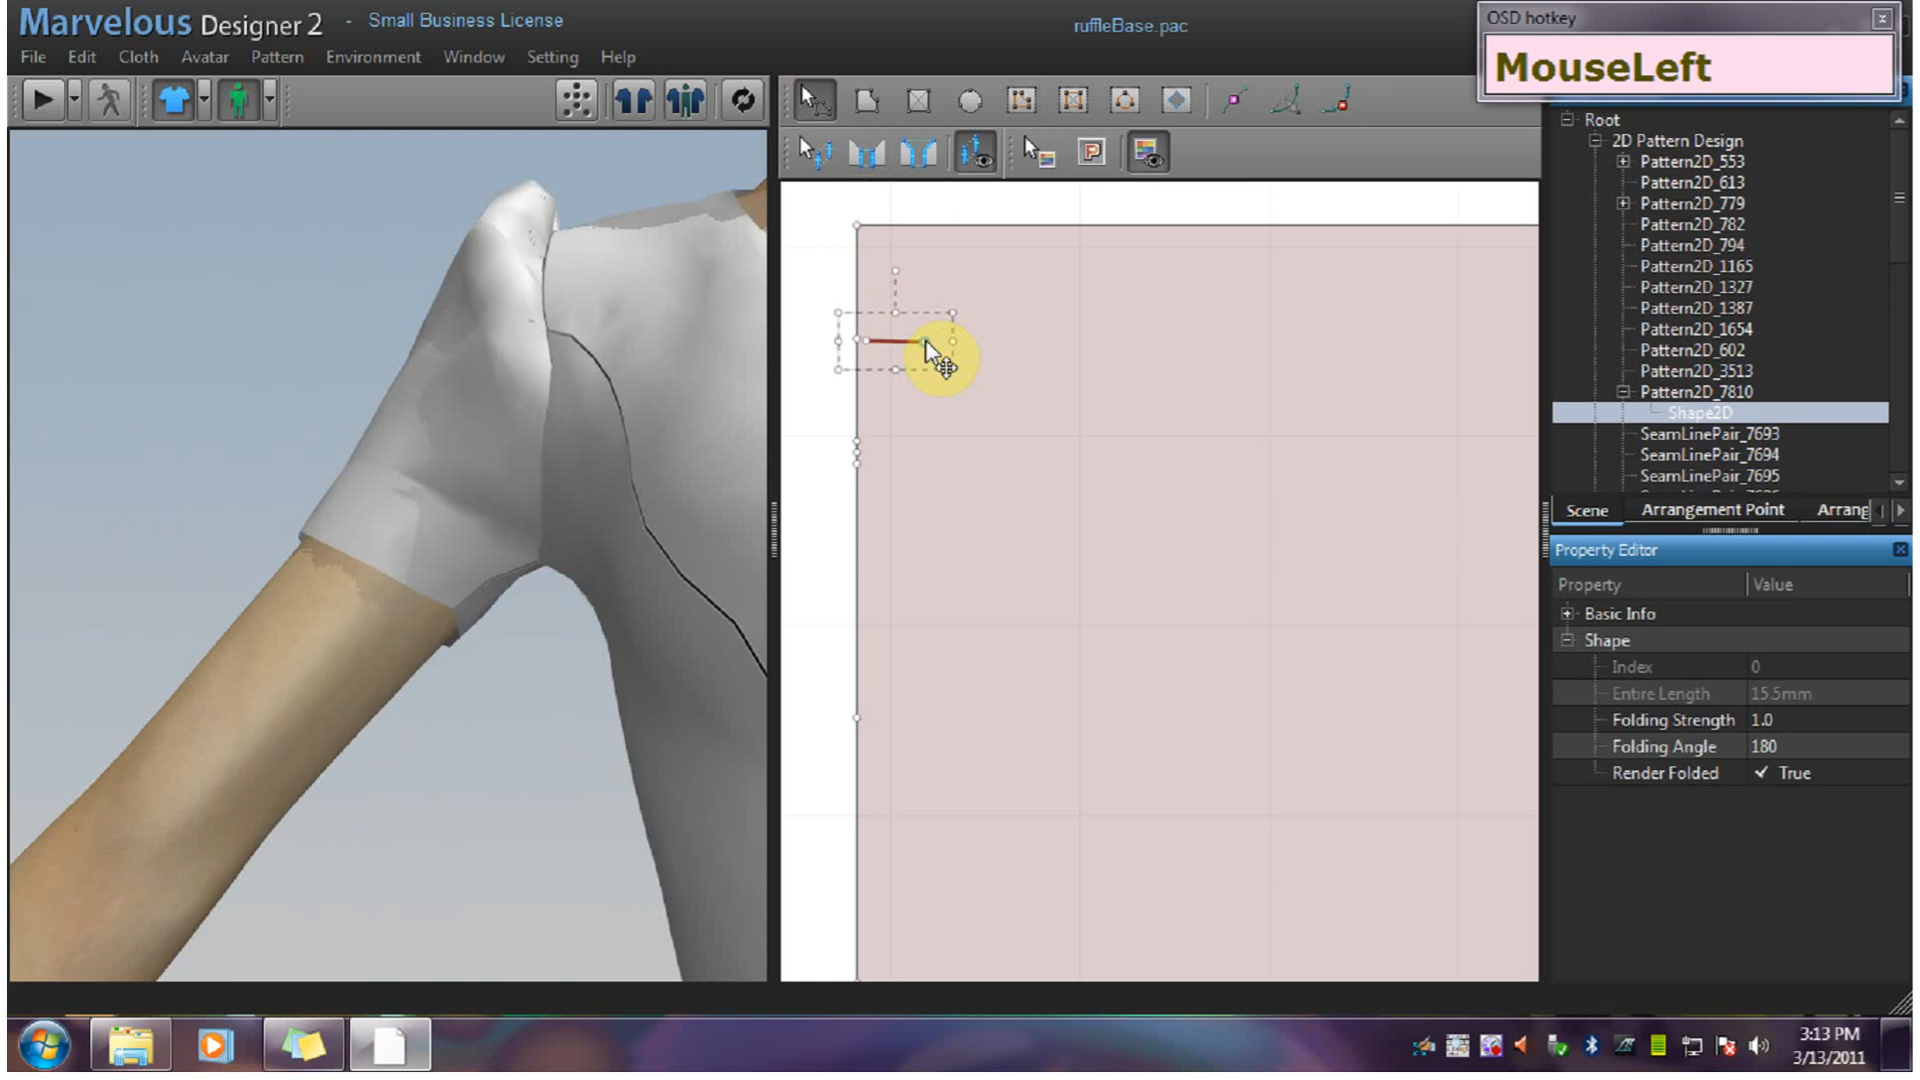 Marvelous Designer 2 - Small Business License
ruffleBase.pac
OSD hotkey
MouseLeft
File Edit Cloth Avatar Pattern Environment Window Setting Help
P
Root
2D Pattern Design
Pattern2D_553
Pattern2D_613
Pattern2D_779
Pattern2D_782
Pattern2D_794
Pattern2D_1165
Pattern2D_1327
Pattern2D_1387
Pattern2D_1654
Pattern2D_602
Pattern2D_3513
Pattern2D_7810
Shape2D
SeamLinePair_7693
SeamLinePair_7694
SeamLinePair_7695
Scene Arrangement Point Arrang
Property Editor
Property Value
Basic Info
Shape
Index 0
Entire Length 15.5mm
Folding Strength 1.0
Folding Angle 180
Render Folded True
3:13 PM
3/13/2011